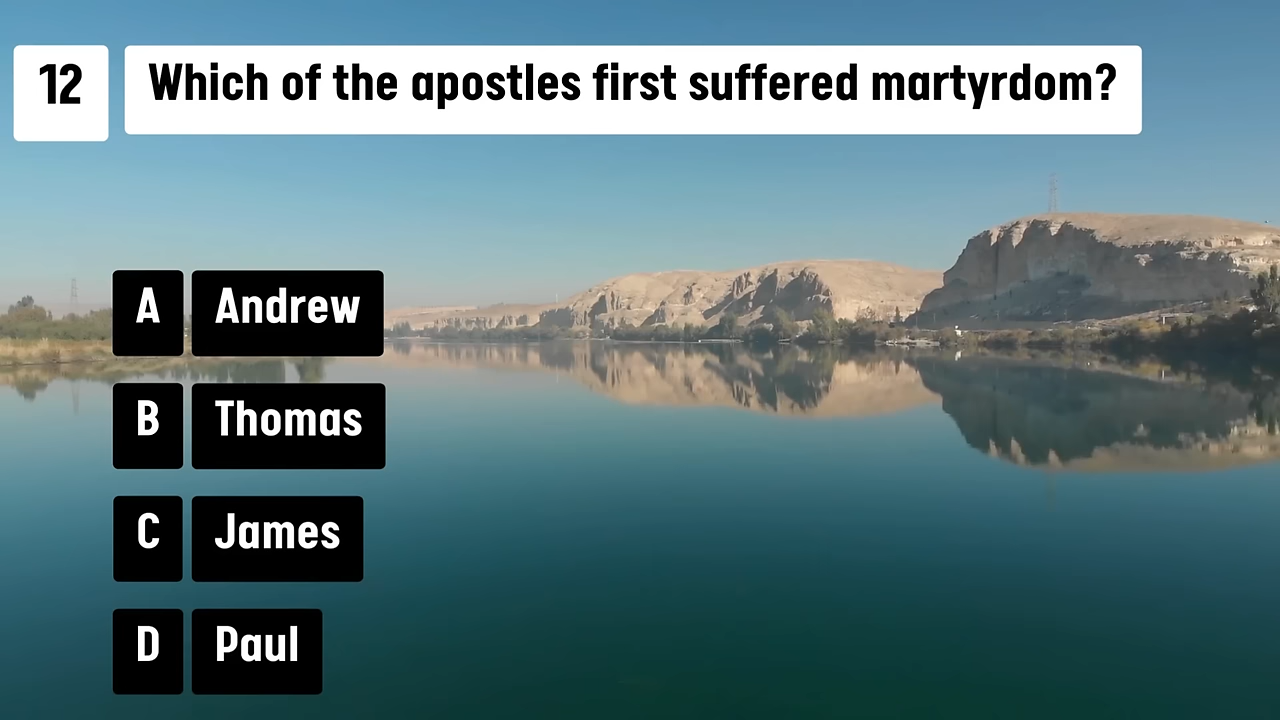 12 Which of the apostles first suffered martyrdom?
A Andrew
B Thomas
C James
D Paul